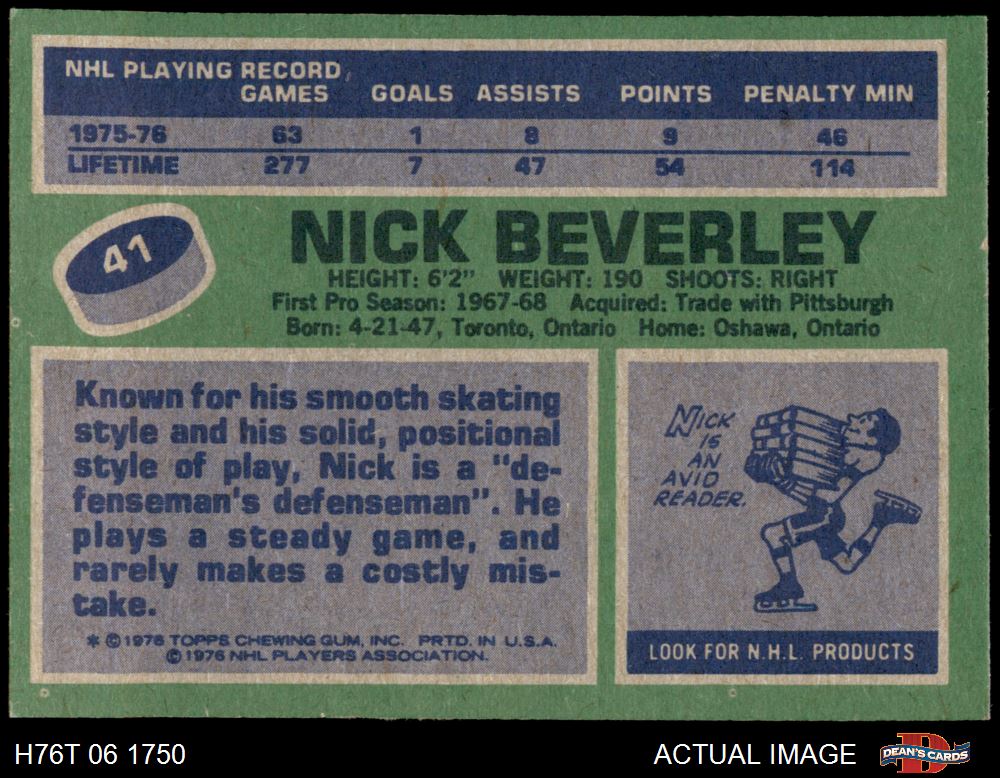 NHL PLAYING RECORD
GAMES GOALS ASSISTS POINTS PENALTY MIN
1975-76 63 1 8 9 46
LIFETIME 277 7 47 54 114
41
NICK BEVERLEY
HEIGHT: 6'2" WEIGHT: 190 SHOOTS: RIGHT
First Pro Season: 1967-68 Acquired: Trade with Pittsburgh
Born: 4-21-47, Toronto, Ontario Home: Oshawa, Ontario
Known for his smooth skating
style and his solid, positional
style of play, Nick is a "de-
fenseman's defenseman". He
plays a steady game, and
rarely makes a costly mis-
take.
* © 1976 TOPPS CHEWING GUM, INC. PRTD. IN U.S.A.
© 1976 NHL PLAYERS ASSOCIATION.
NICK
IS
AN
AVID
READER.
LOOK FOR N.H.L. PRODUCTS
H76T 06 1750
ACTUAL IMAGE
D
DEAN'S CARDS